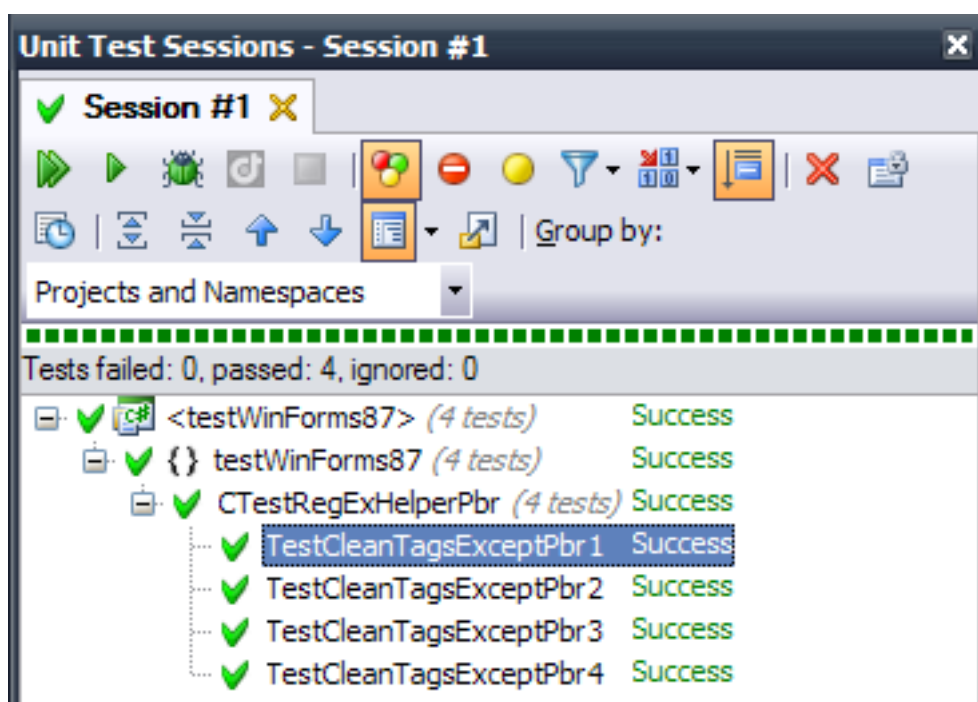 Unit Test Sessions - Session #1
Session #1
Group by:
Projects and Namespaces
Tests failed: 0, passed: 4, ignored: 0
<testWinForms87> (4 tests) Success
{} testWinForms87 (4 tests) Success
CTestRegExHelperPbr (4 tests) Success
TestCleanTagsExceptPbr1 Success
TestCleanTagsExceptPbr2 Success
TestCleanTagsExceptPbr3 Success
TestCleanTagsExceptPbr4 Success